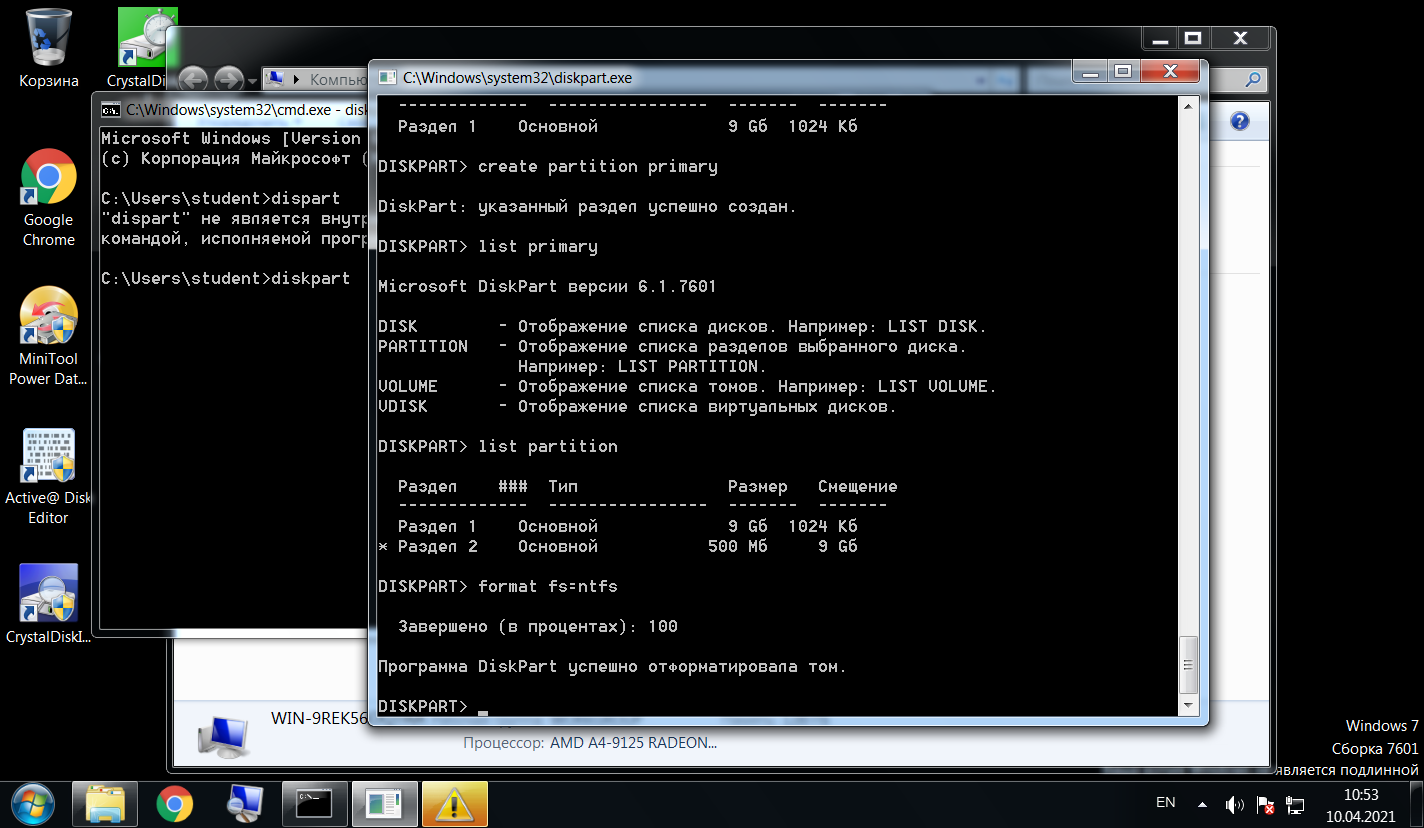 Корзина
CrystalDi
Google
Chrome
MiniTool
Power Dat...
Active@ Disk
Editor
CrystalDiskI...
Компью
C:\Windows\system32\cmd.exe - disk
Microsoft Windows [Version
(c) Корпорация Майкрософт (
C:\Users\student>dispart
"dispart" не является внутр
командой, исполняемой прогр
C:\Users\student>diskpart
C:\Windows\system32\diskpart.exe
------------- ---------------- ------- -------
Раздел 1 Основной 9 Gб 1024 Kб
DISKPART> create partition primary
DiskPart: указанный раздел успешно создан.
DISKPART> list primary
Microsoft DiskPart версии 6.1.7601
DISK - Отображение списка дисков. Например: LIST DISK.
PARTITION - Отображение списка разделов выбранного диска.
Например: LIST PARTITION.
VOLUME - Отображение списка томов. Например: LIST VOLUME.
VDISK - Отображение списка виртуальных дисков.
DISKPART> list partition
Раздел ### Тип Размер Смещение
------------- ---------------- ------- -------
Раздел 1 Основной 9 Gб 1024 Kб
* Раздел 2 Основной 500 Mб 9 Gб
DISKPART> format fs=ntfs
Завершено (в процентах): 100
Программа DiskPart успешно отформатировала том.
DISKPART>
WIN-9REK56
Процессор: AMD A4-9125 RADEON...
Windows 7
Сборка 7601
является подлинной
EN
10:53
10.04.2021